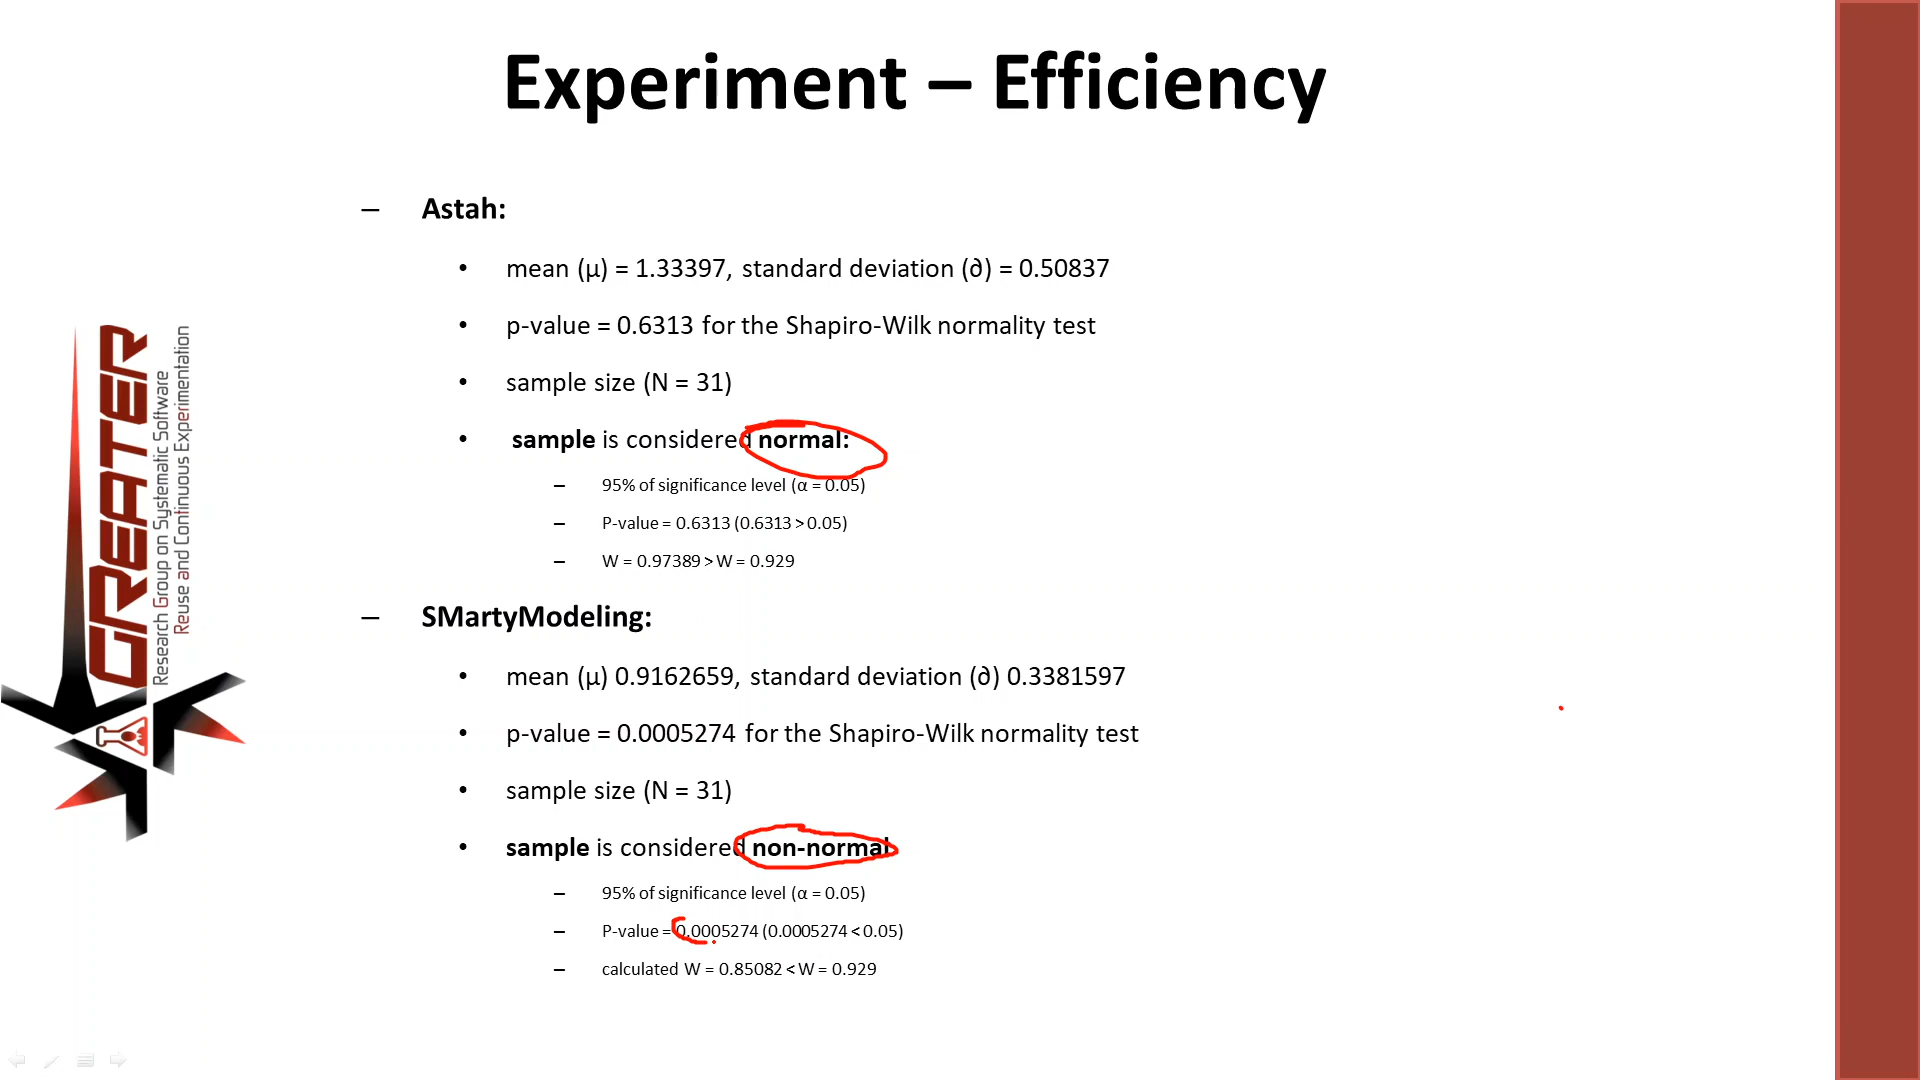 Experiment – Efficiency
– Astah:
• mean (µ) = 1.33397, standard deviation (∂) = 0.50837
• p-value = 0.6313 for the Shapiro-Wilk normality test
• sample size (N = 31)
• sample is considered normal:
– 95% of significance level (α = 0.05)
– P-value = 0.6313 (0.6313 > 0.05)
– W = 0.97389 > W = 0.929
– SMartyModeling:
• mean (µ) 0.9162659, standard deviation (∂) 0.3381597
• p-value = 0.0005274 for the Shapiro-Wilk normality test
• sample size (N = 31)
• sample is considered non-normal
– 95% of significance level (α = 0.05)
– P-value = 0.0005274 (0.0005274 < 0.05)
– calculated W = 0.85082 < W = 0.929
GREATER
Research Group on Systematic Software
Reuse and Continuous Experimentation